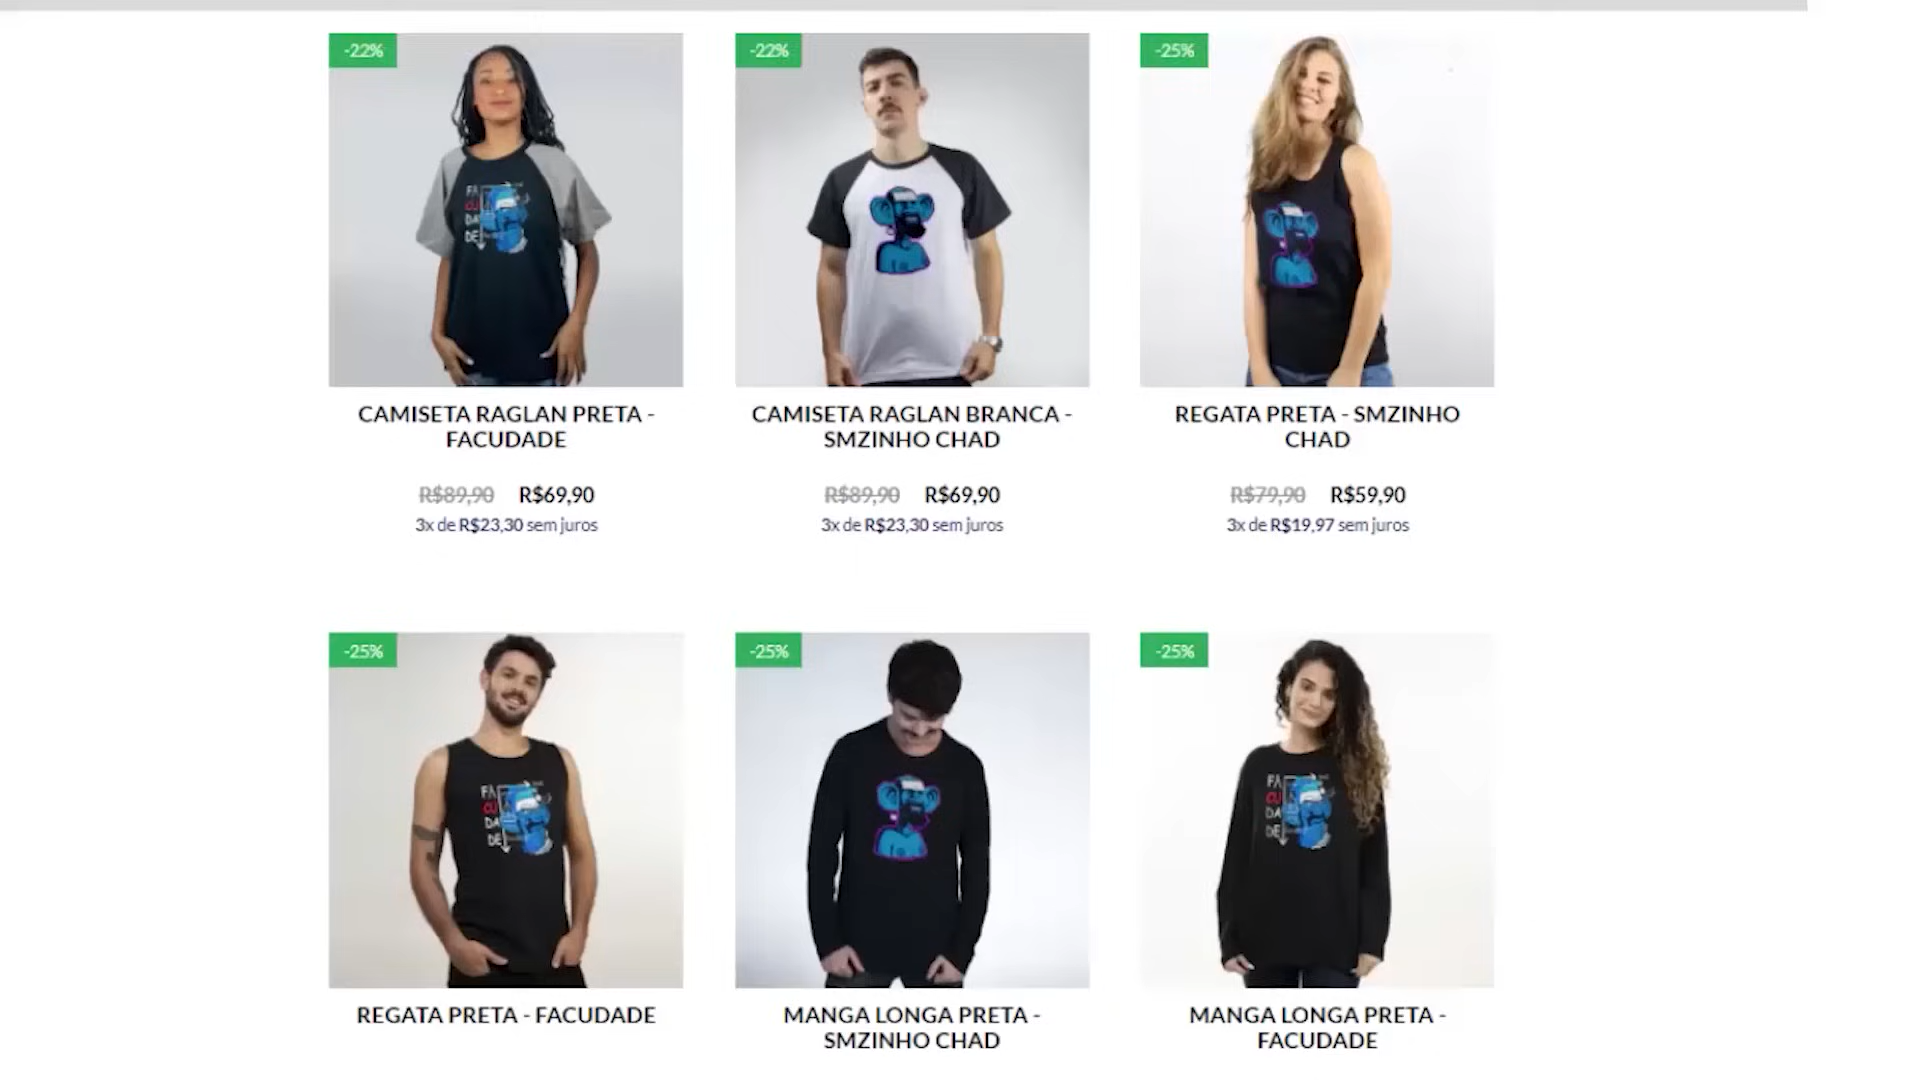 -22%
-22%
-25%
FA
CU
DA
DE
CAMISETA RAGLAN PRETA -
FACUDADE
CAMISETA RAGLAN BRANCA -
SMZINHO CHAD
REGATA PRETA - SMZINHO
CHAD
R$89,90 R$69,90
R$89,90 R$69,90
R$79,90 R$59,90
3x de R$23,30 sem juros
3x de R$23,30 sem juros
3x de R$19,97 sem juros
-25%
-25%
-25%
FA
CU
DA
DE
FA
CU
DA
DE
REGATA PRETA - FACUDADE
MANGA LONGA PRETA -
SMZINHO CHAD
MANGA LONGA PRETA -
FACUDADE